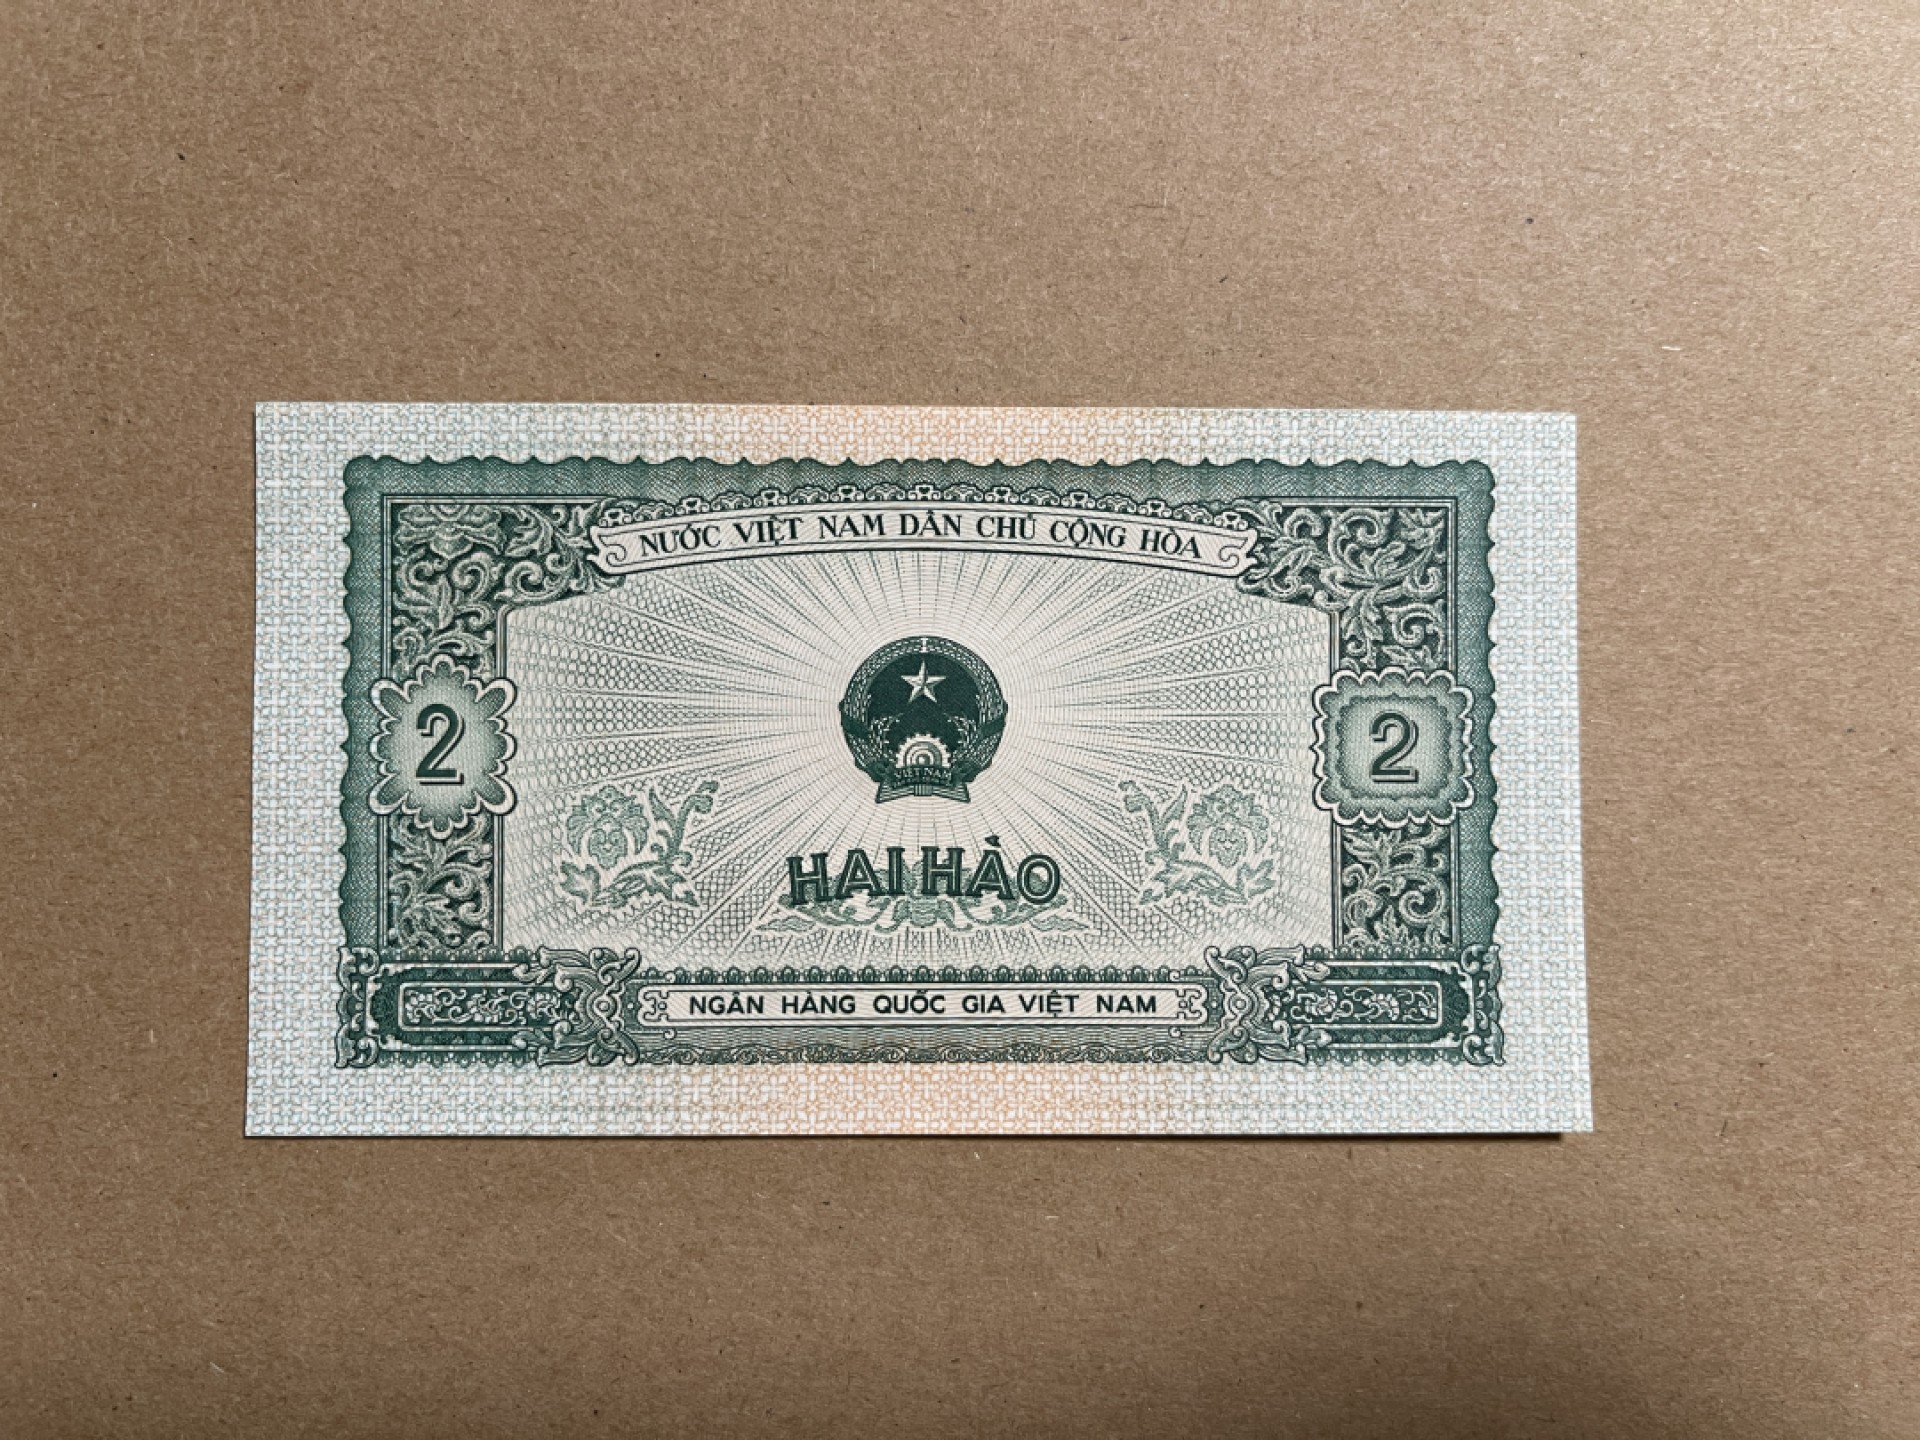 NƯỚC VIỆT NAM DÂN CHỦ CỘNG HÒA
2
2
VIỆT NAM
HAI HÀO
NGÂN HÀNG QUỐC GIA VIỆT NAM